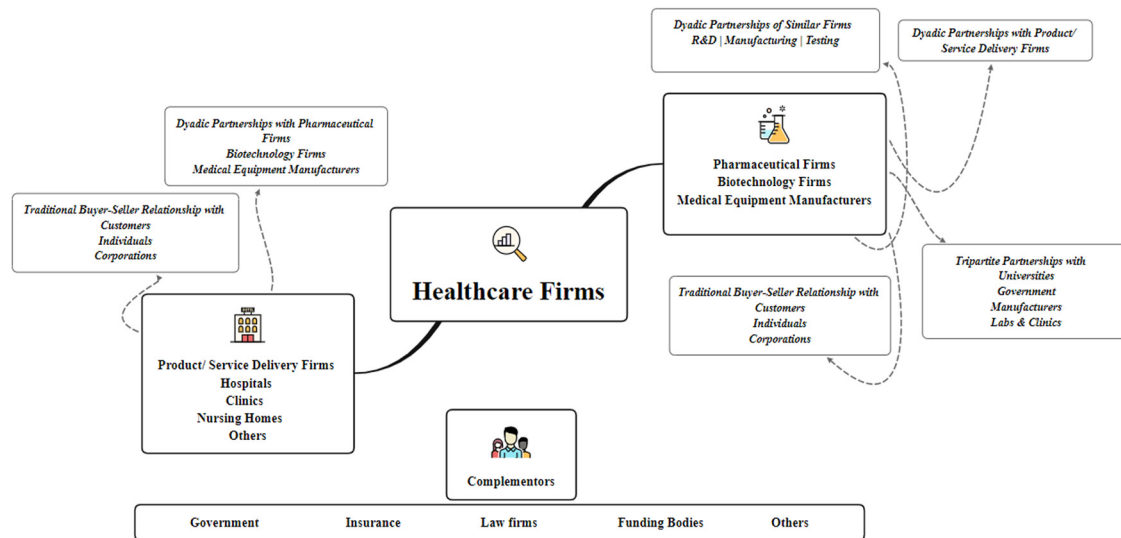 Dyadic Partnerships of Similar Firms
R&D | Manufacturing | Testing
Dyadic Partnerships with Product/
Service Delivery Firms
Dyadic Partnerships with Pharmaceutical
Firms
Biotechnology Firms
Medical Equipment Manufacturers
Pharmaceutical Firms
Biotechnology Firms
Medical Equipment Manufacturers
Traditional Buyer-Seller Relationship with
Customers
Individuals
Corporations
Healthcare Firms
Tripartite Partnerships with
Universities
Government
Manufacturers
Labs & Clinics
Traditional Buyer-Seller Relationship with
Customers
Individuals
Corporations
Product/ Service Delivery Firms
Hospitals
Clinics
Nursing Homes
Others
Complementors
Government Insurance Law firms Funding Bodies Others